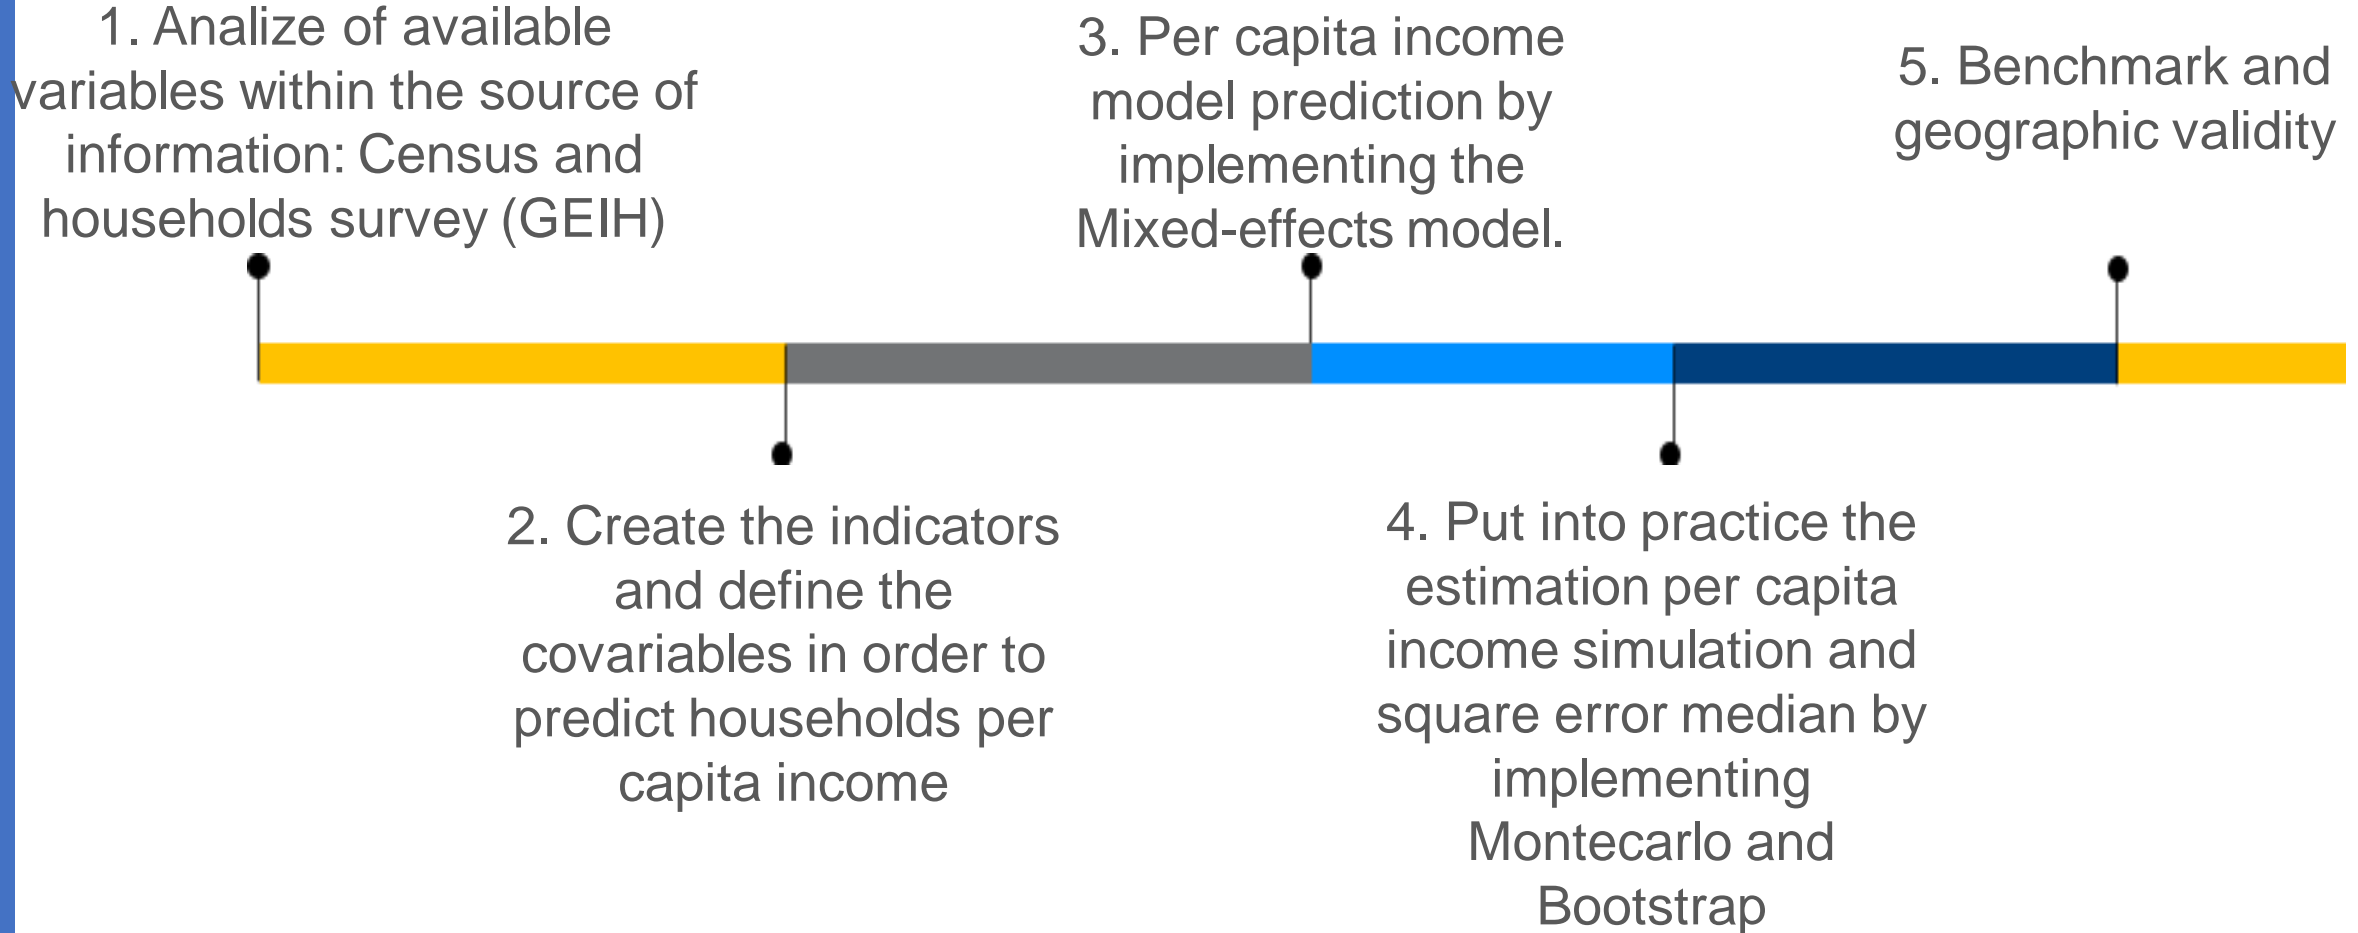 1. Analize of available
variables within the source of
information: Census and
households survey (GEIH)
2. Create the indicators
and define the
covariables in order to
predict households per
capita income
3. Per capita income
model prediction by
implementing the
Mixed-effects model.
4. Put into practice the
estimation per capita
income simulation and
square error median by
implementing
Montecarlo and
Bootstrap
5. Benchmark and
geographic validity